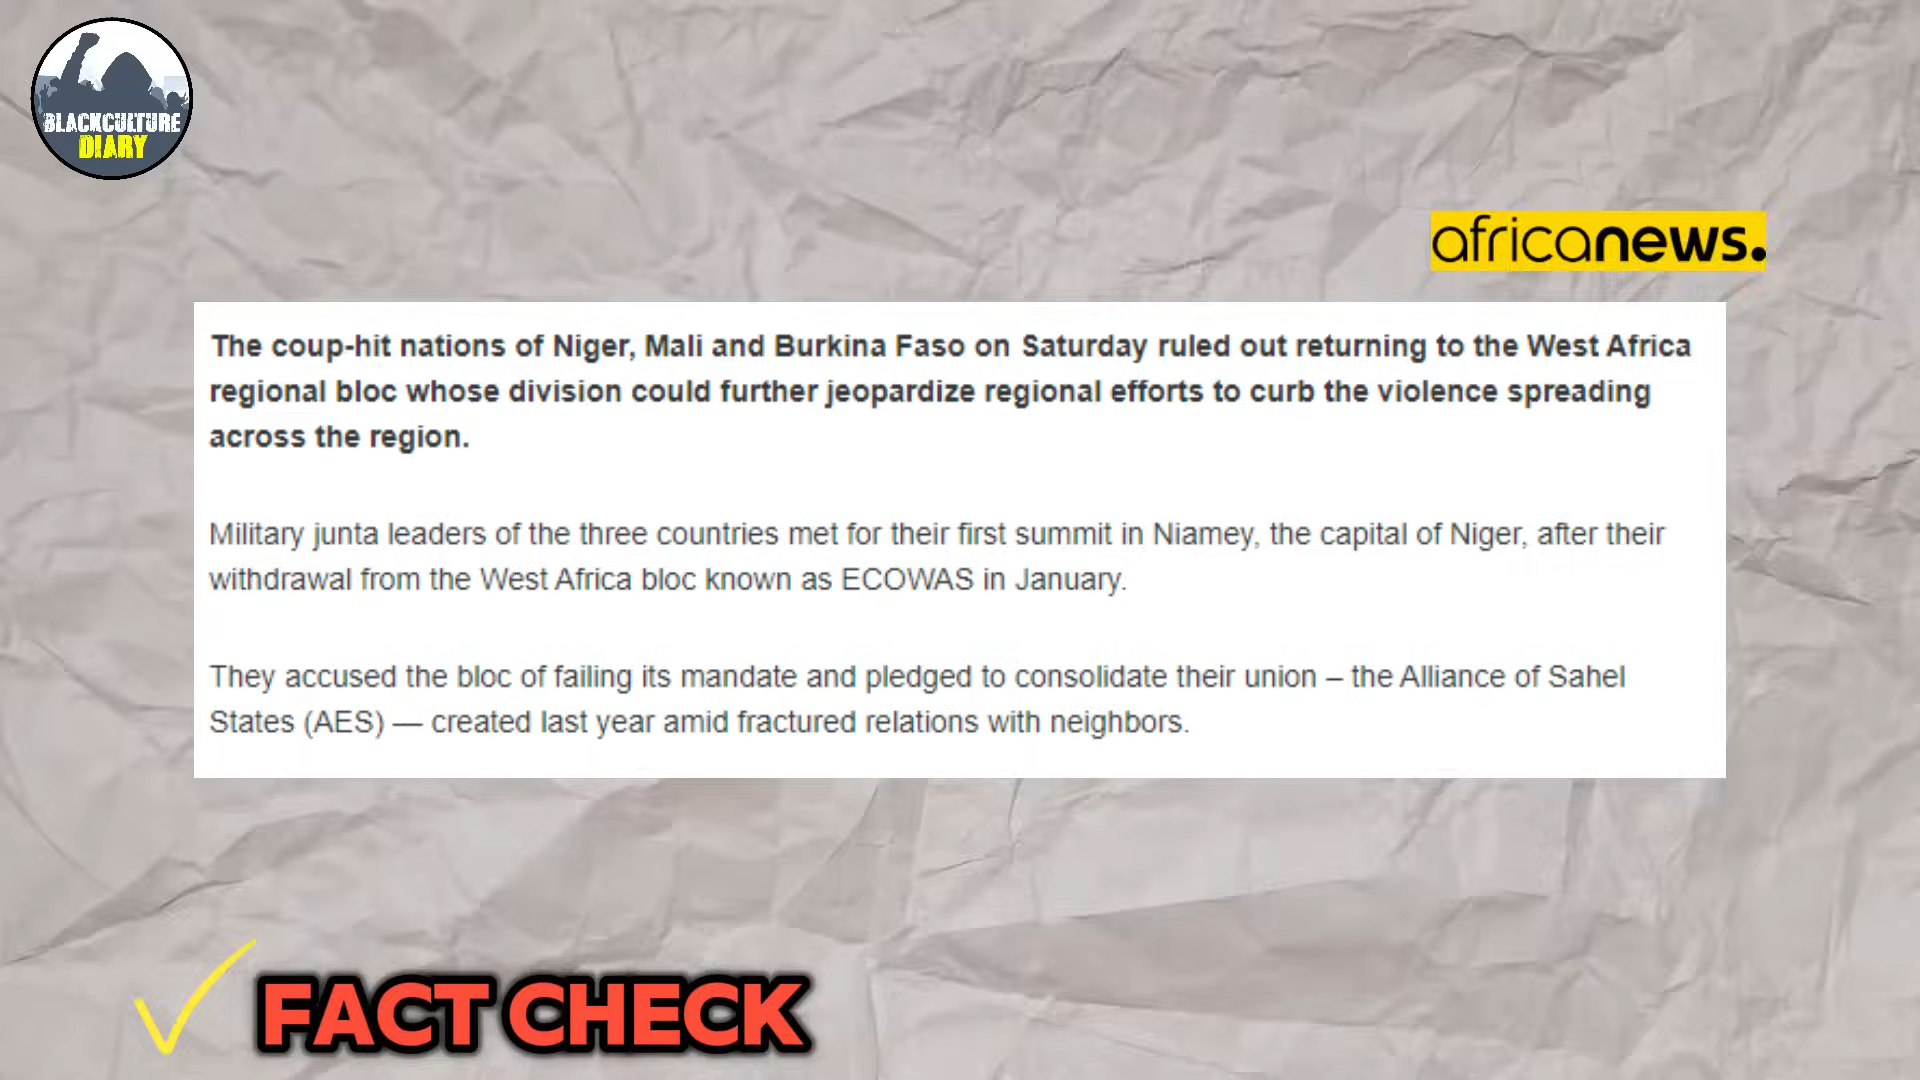 BLACKCULTURE
DIARY
africanews.
The coup-hit nations of Niger, Mali and Burkina Faso on Saturday ruled out returning to the West Africa
regional bloc whose division could further jeopardize regional efforts to curb the violence spreading
across the region.
Military junta leaders of the three countries met for their first summit in Niamey, the capital of Niger, after their
withdrawal from the West Africa bloc known as ECOWAS in January.
They accused the bloc of failing its mandate and pledged to consolidate their union – the Alliance of Sahel
States (AES) — created last year amid fractured relations with neighbors.
FACT CHECK